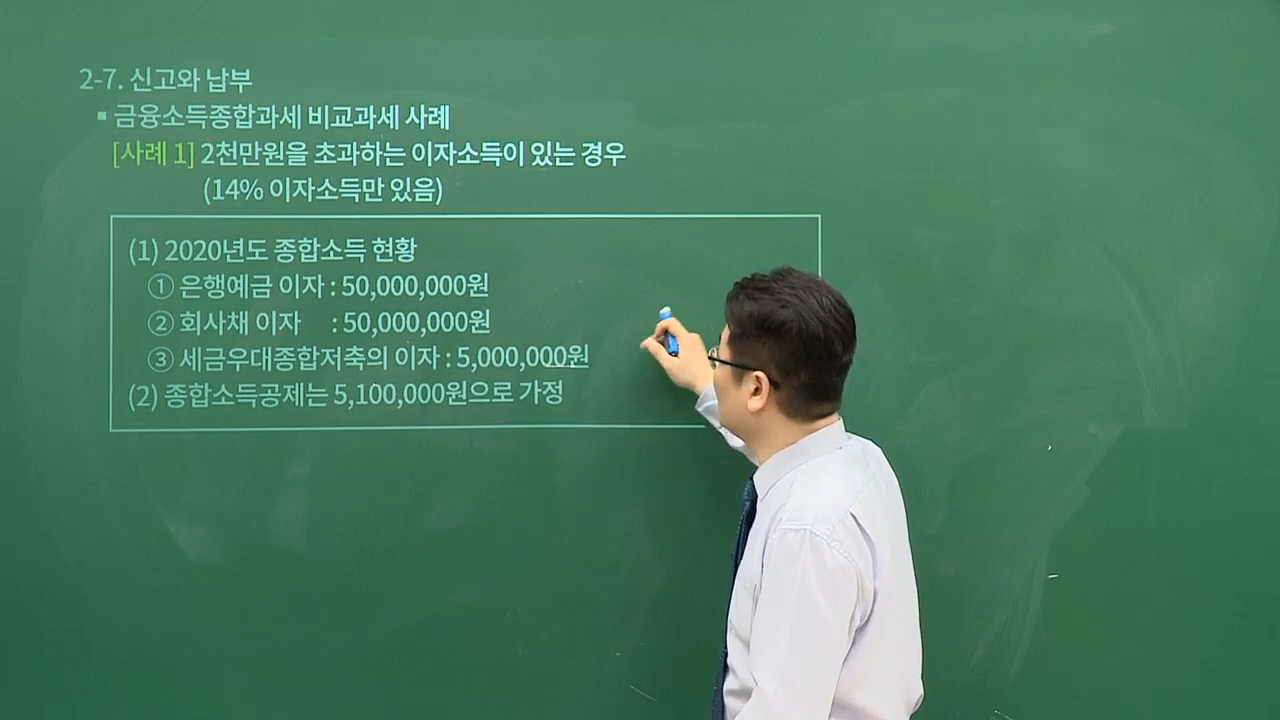 2-7. 신고와 납부
▪ 금융소득종합과세 비교과세 사례
[사례 1] 2천만원을 초과하는 이자소득이 있는 경우
(14% 이자소득만 있음)
(1) 2020년도 종합소득 현황
① 은행예금 이자 : 50,000,000원
② 회사채 이자 : 50,000,000원
③ 세금우대종합저축의 이자 : 5,000,000원
(2) 종합소득공제는 5,100,000원으로 가정